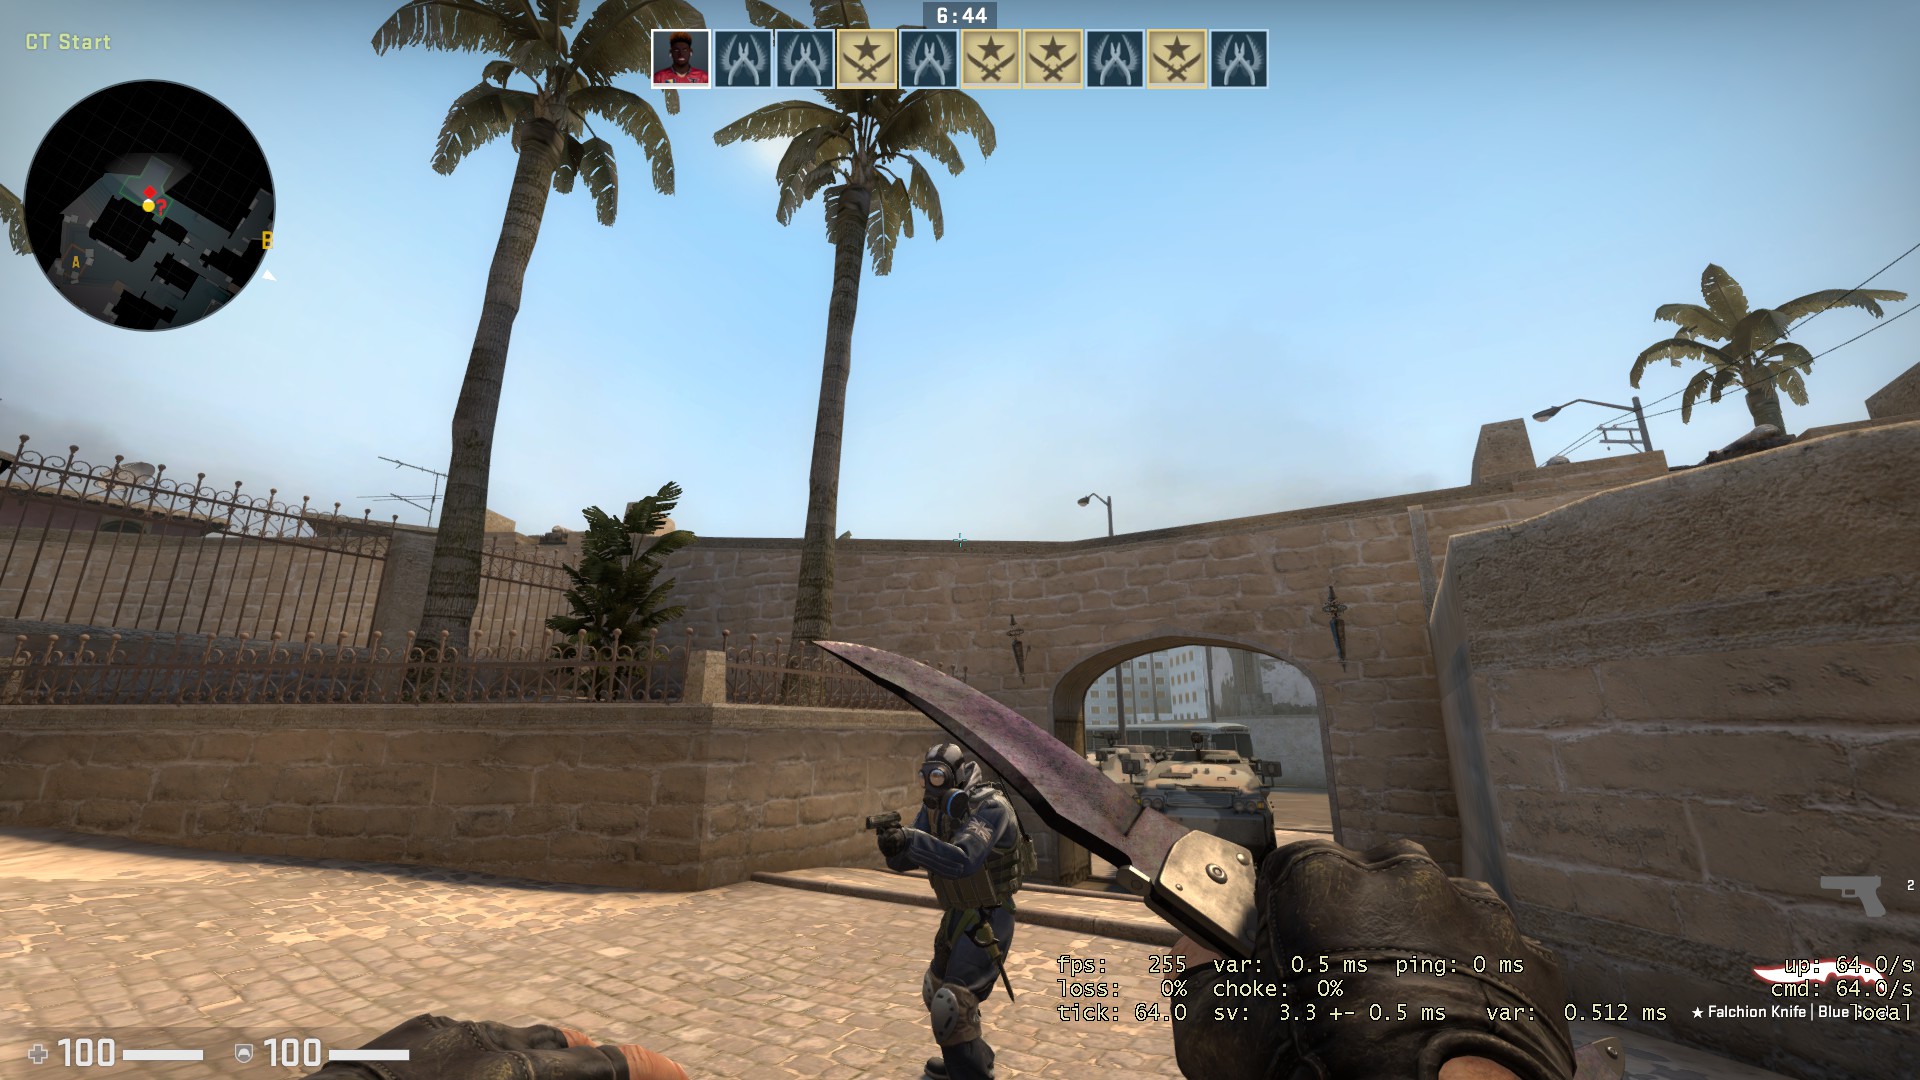 6:44
CT Start
B
A
?
2
fps: 255 var: 0.5 ms ping: 0 ms
up: 64.0/s
loss: 0% choke: 0%
cmd: 64.0/s
tick: 64.0 sv: 3.3 +- 0.5 ms var: 0.512 ms
local
★ Falchion Knife | Blue
100
100